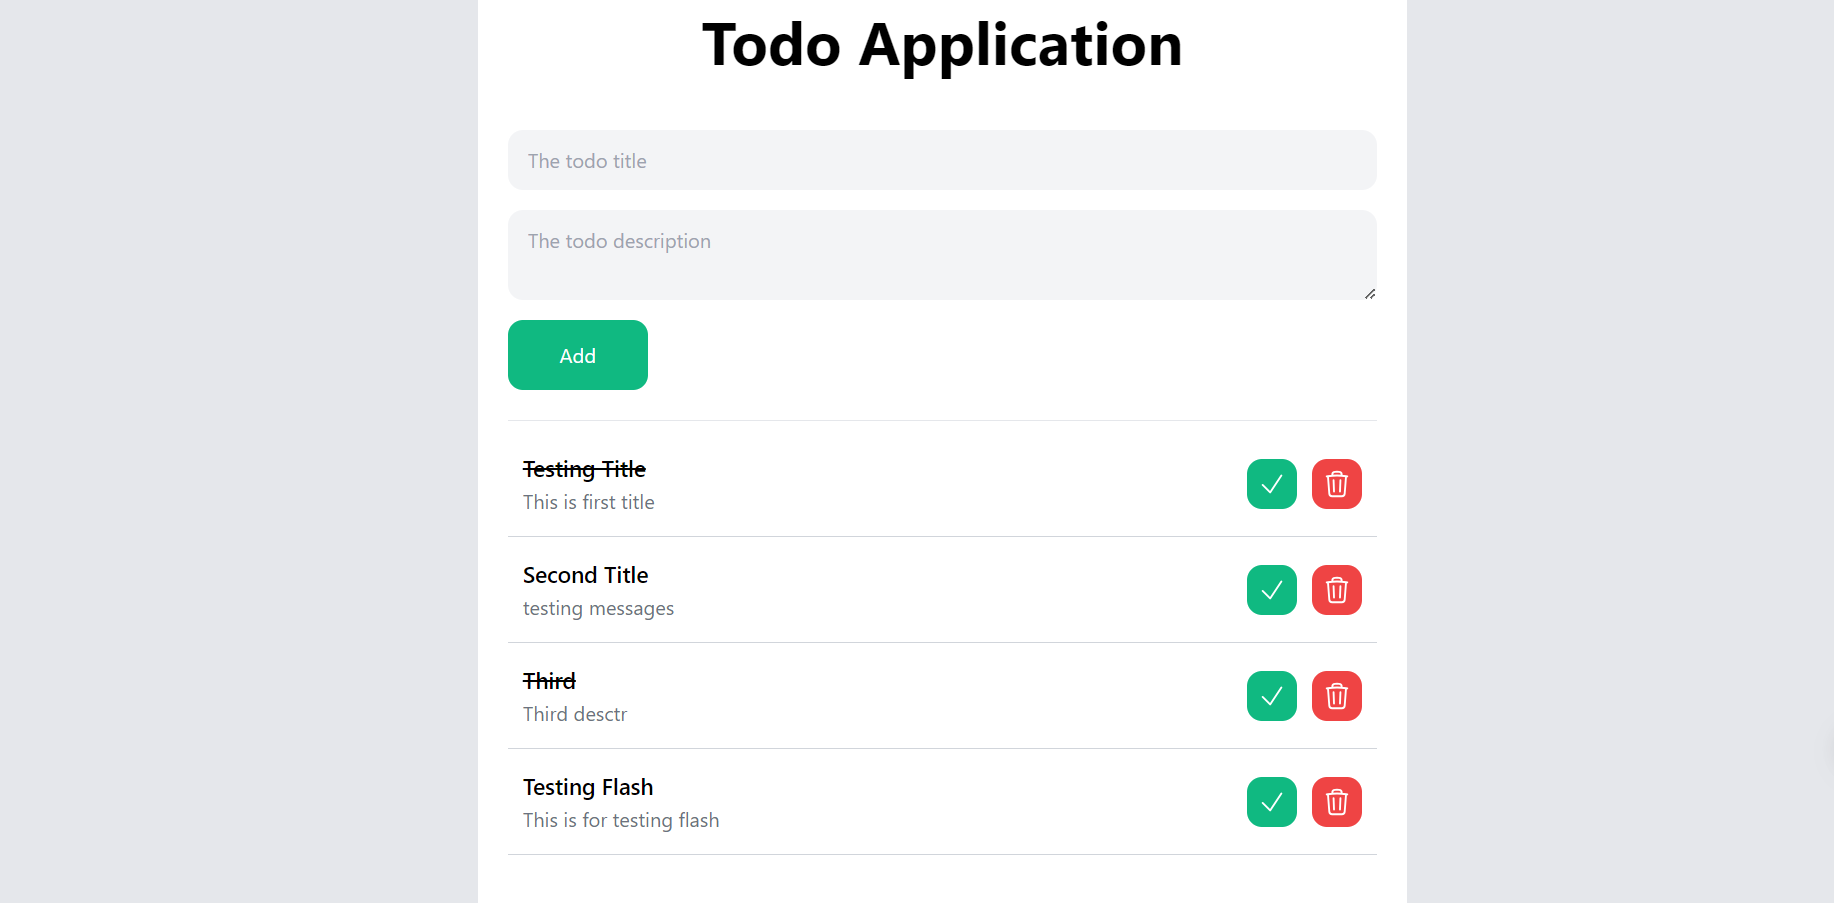 Todo Application
The todo title
The todo description
Add
Testing Title
This is first title
Second Title
testing messages
Third
Third desctr
Testing Flash
This is for testing flash